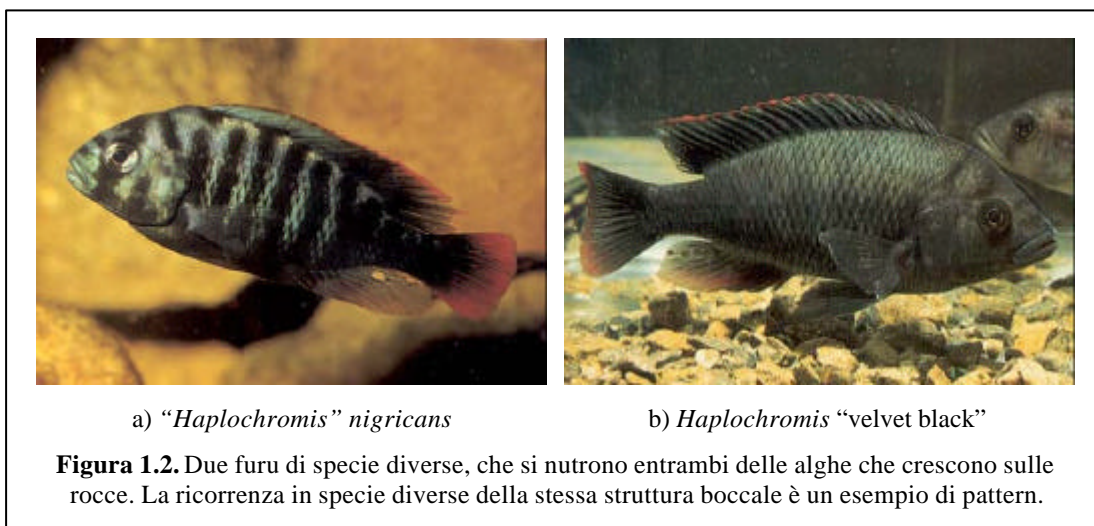 a) “Haplochromis” nigricans
b) Haplochromis “velvet black”
Figura 1.2. Due furu di specie diverse, che si nutrono entrambi delle alghe che crescono sulle
rocce. La ricorrenza in specie diverse della stessa struttura boccale è un esempio di pattern.